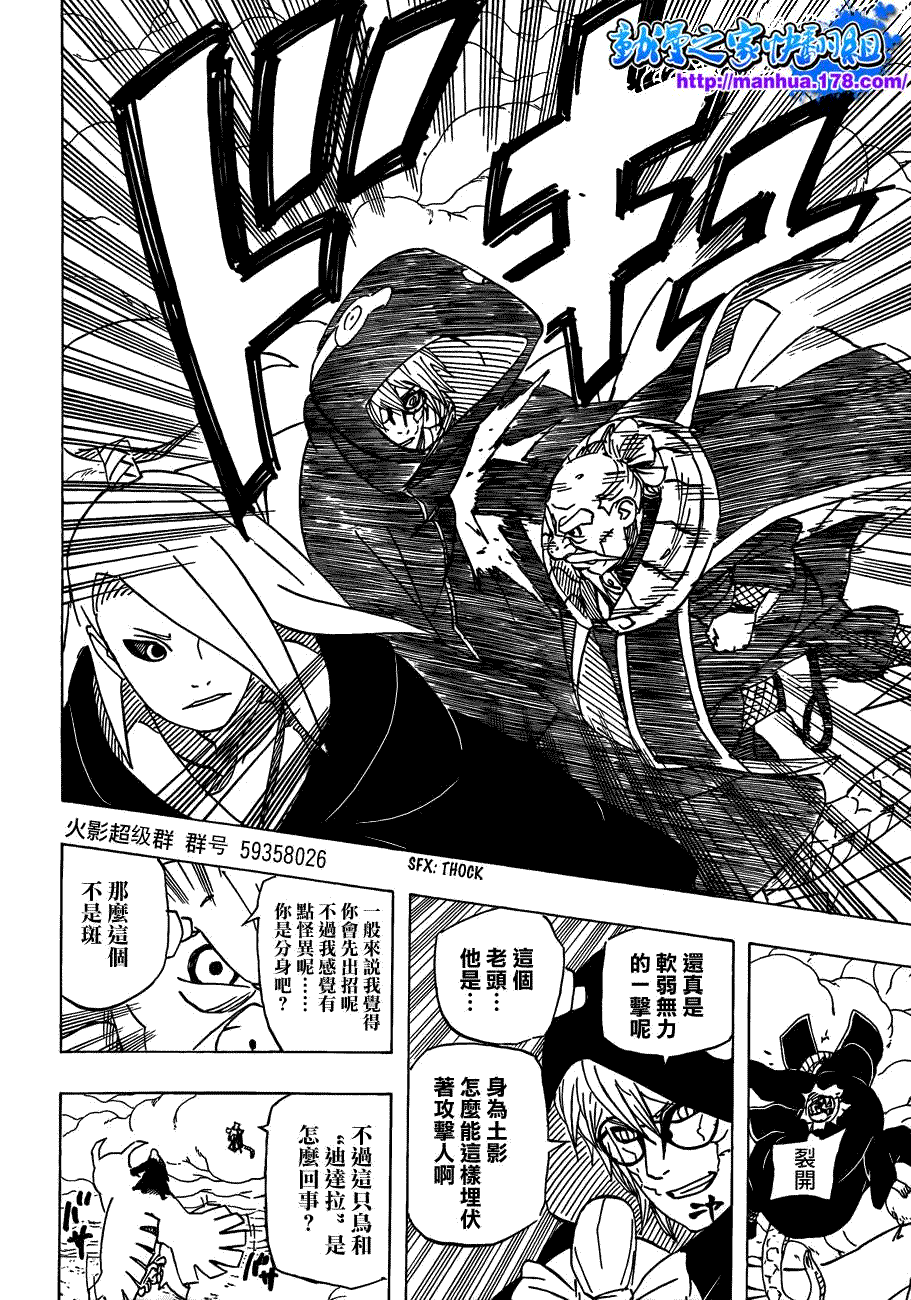 動漫之家快翻組
http://manhua.178.com/
ドキュ
火影超级群 群号 59358026
SFX: THOCK
裂開
還真是
軟弱無力
的一擊呢
這個
老頭…
他是…
身為土影
怎麼能這樣埋伏
著攻擊人啊
一般來說我覺得
你會先出招呢
不過我感覺有
點怪異呢……
你是分身吧？
那麼這個
不是斑
不過這只鳥和
“迪達拉”是
怎麼回事？